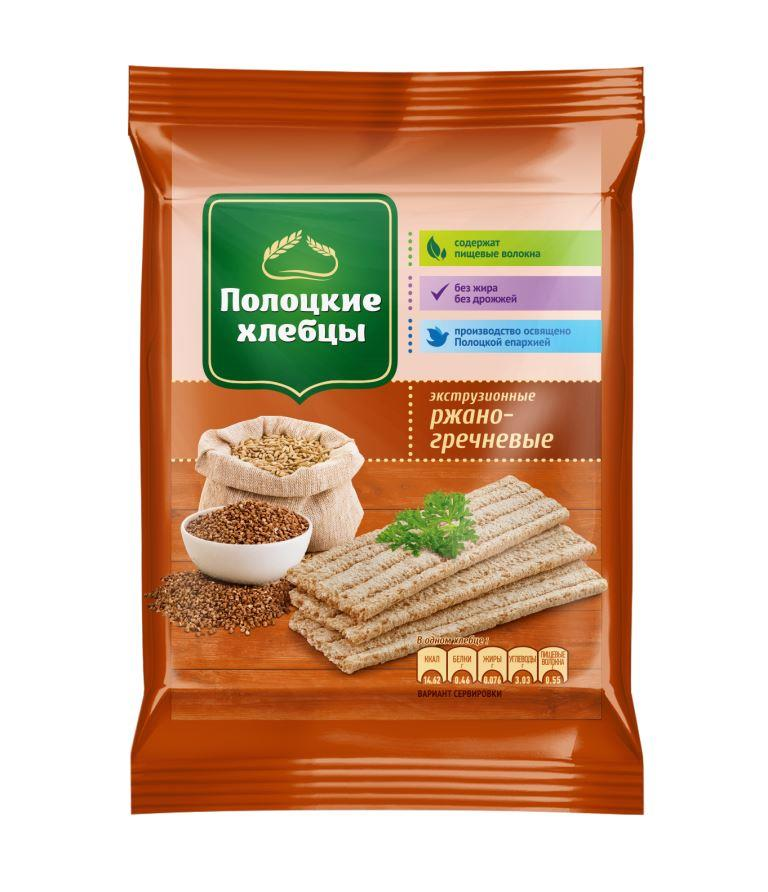 Полоцкие
хлебцы
содержат
пищевые волокна
без жира
без дрожжей
производство освящено
Полоцкой епархией
экструзионные
ржано-
гречневые
В одном хлебце:
ККАЛ БЕЛКИ Г ЖИРЫ Г УГЛЕВОДЫ Г ПИЩЕВЫЕ ВОЛОКНА
14.62 0.46 0.076 3.03 0.55
ВАРИАНТ СЕРВИРОВКИ